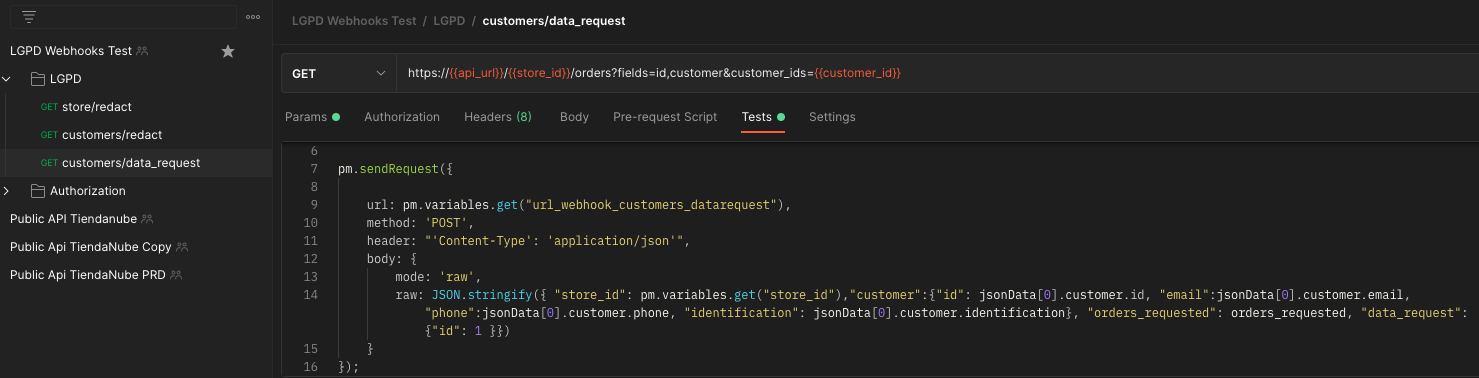 LGPD Webhooks Test
LGPD
GET store/redact
GET customers/redact
GET customers/data_request
Authorization
Public API Tiendanube
Public Api TiendaNube Copy
Public Api TiendaNube PRD
LGPD Webhooks Test / LGPD / customers/data_request
GET https://{{api_url}}/{{store_id}}/orders?fields=id,customer&customer_ids={{customer_id}}
Params Authorization Headers (8) Body Pre-request Script Tests Settings
6
7 pm.sendRequest({
8
9 url: pm.variables.get("url_webhook_customers_datarequest"),
10 method: 'POST',
11 header: "'Content-Type': 'application/json'",
12 body: {
13 mode: 'raw',
14 raw: JSON.stringify({ "store_id": pm.variables.get("store_id"),"customer":{"id": jsonData[0].customer.id, "email":jsonData[0].customer.email,
"phone":jsonData[0].customer.phone, "identification": jsonData[0].customer.identification}, "orders_requested": orders_requested, "data_request":
{"id": 1 }})
15 }
16 });